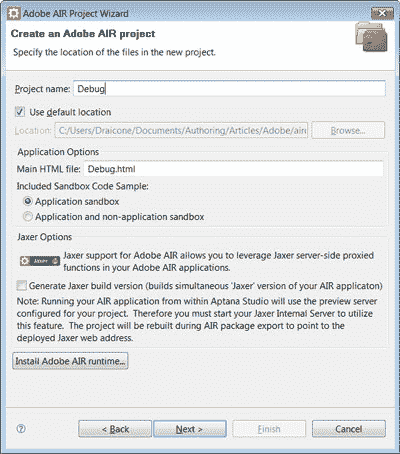 Adobe AIR Project Wizard
Create an Adobe AIR project
Specify the location of the files in the new project.
Project name: Debug
Use default location
Location: C:/Users/Draicone/Documents/Authoring/Articles/Adobe/air Browse...
Application Options
Main HTML file: Debug.html
Included Sandbox Code Sample:
Application sandbox
Application and non-application sandbox
Jaxer Options
Jaxer Jaxer support for Adobe AIR allows you to leverage Jaxer server-side proxied
functions in your Adobe AIR applications.
Generate Jaxer build version (builds simultaneous 'Jaxer' version of your AIR applicaton)
Note: Running your AIR application from within Aptana Studio will use the preview server
configured for your project. Therefore you must start your Jaxer Internal Server to utilize
this feature. The project will be rebuilt during AIR package export to point to the
deployed Jaxer web address.
Install Adobe AIR runtime...
? < Back Next > Finish Cancel